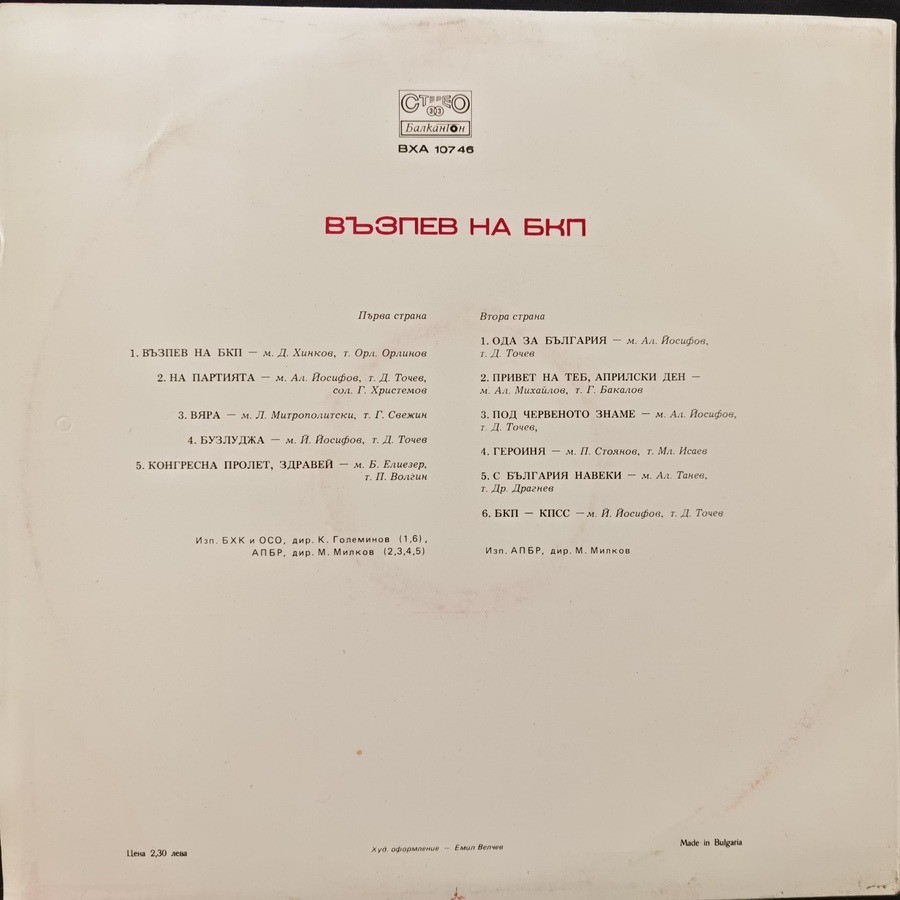 СТЕРЕО
33
Балкантон
ВХА 10746
ВЪЗПЕВ НА БКП
Първа страна
1. ВЪЗПЕВ НА БКП — м. Д. Хинков, т. Орл. Орлинов
2. НА ПАРТИЯТА — м. Ал. Йосифов, т. Д. Точев,
сол. Г. Христемов
3. ВЯРА — м. Л. Митрополитски, т. Г. Свежин
4. БУЗЛУДЖА — м. Й. Йосифов, т. Д. Точев
5. КОНГРЕСНА ПРОЛЕТ, ЗДРАВЕЙ — м. Б. Елиезер,
т. П. Волгин
Изп. БХК и ОСО, дир. К. Големинов (1,6),
АПБР, дир. М. Милков (2,3,4,5)
Втора страна
1. ОДА ЗА БЪЛГАРИЯ — м. Ал. Йосифов,
т. Д. Точев
2. ПРИВЕТ НА ТЕБ, АПРИЛСКИ ДЕН —
м. Ал. Михайлов, т. Г. Бакалов
3. ПОД ЧЕРВЕНОТО ЗНАМЕ — м. Ал. Йосифов,
т. Д. Точев,
4. ГЕРОИНЯ — м. П. Стоянов, т. Мл. Исаев
5. С БЪЛГАРИЯ НАВЕКИ — м. Ал. Танев,
т. Др. Драгнев
6. БКП — КПСС — м. Й. Йосифов, т. Д. Точев
Изп. АПБР, дир. М. Милков
Цена 2,30 лева
Худ. оформление — Емил Велчев
Made in Bulgaria